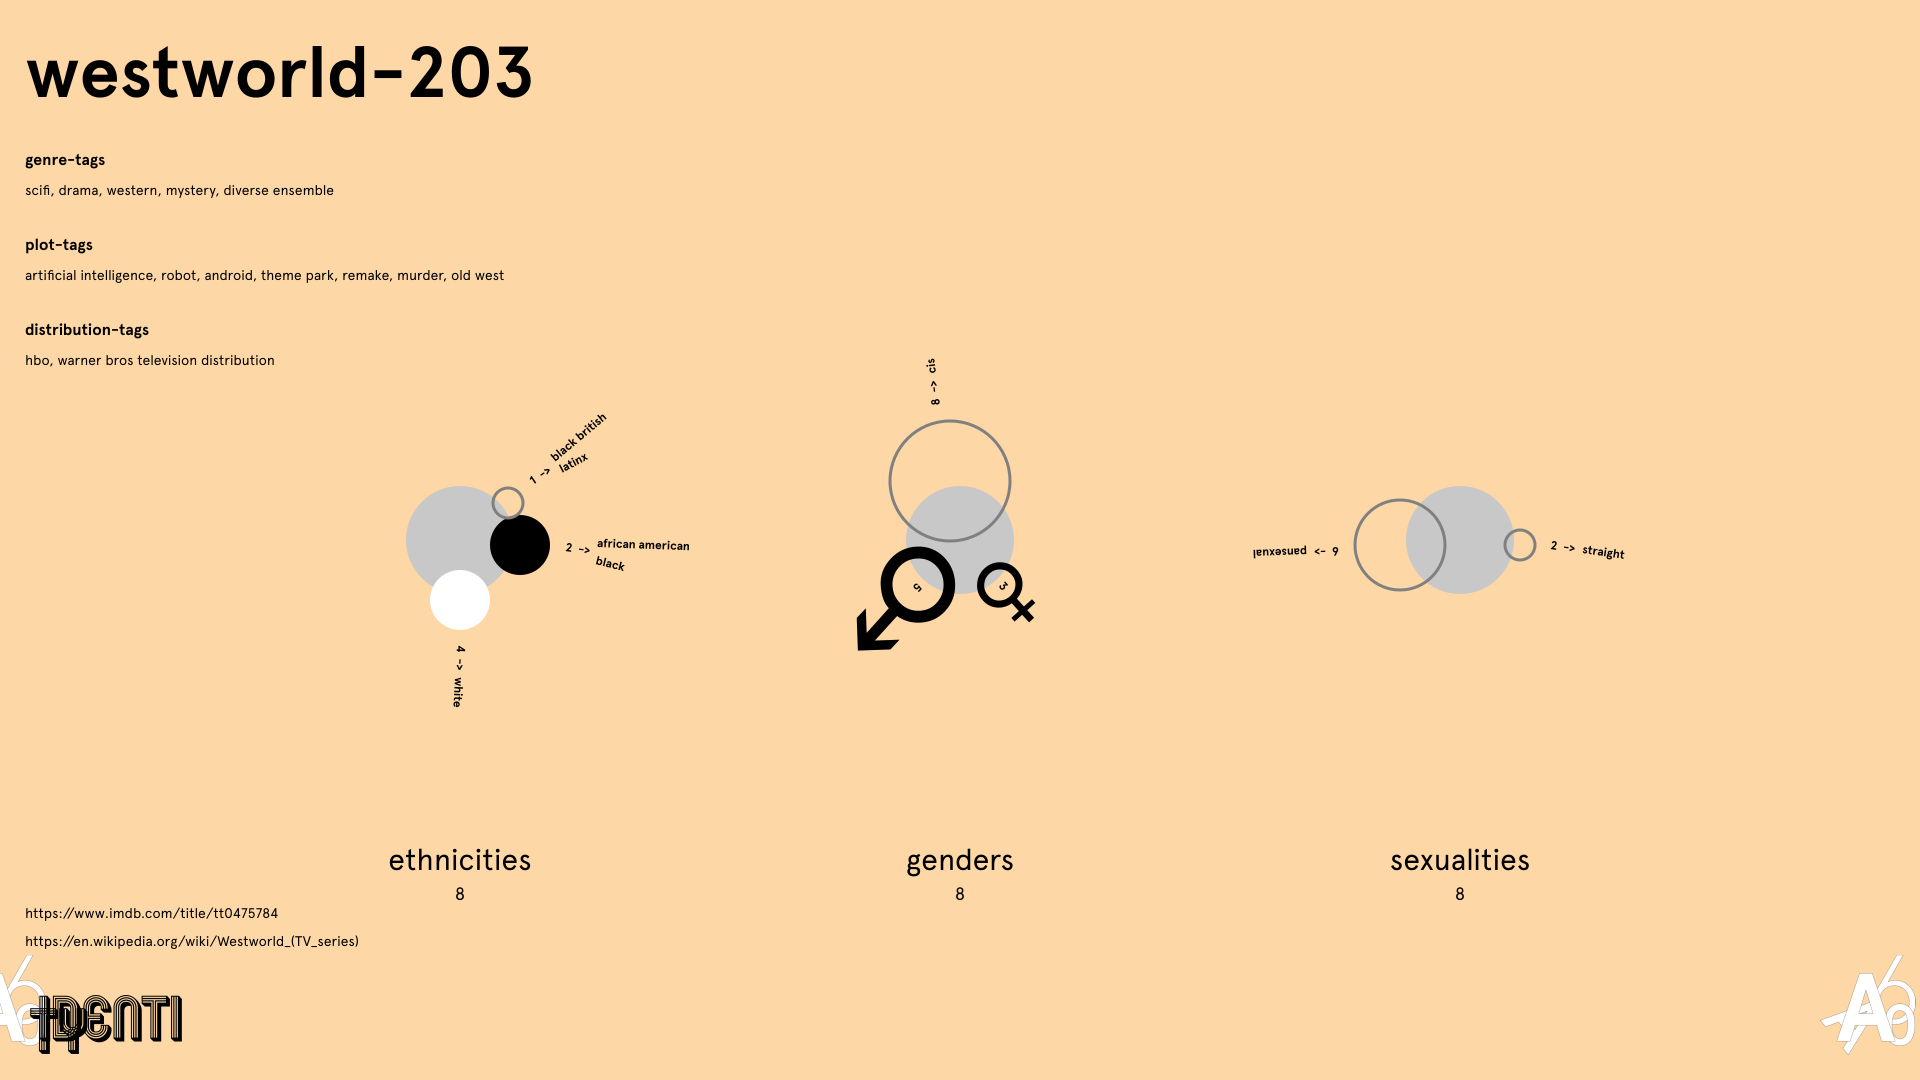 westworld-203
genre-tags
scifi, drama, western, mystery, diverse ensemble
plot-tags
artificial intelligence, robot, android, theme park, remake, murder, old west
distribution-tags
hbo, warner bros television distribution
1 -> black british
latinx
2 -> african american
black
4 -> white
ethnicities
8
8 -> cis
5
3
genders
8
6 -> pansexual
2 -> straight
sexualities
8
https://www.imdb.com/title/tt0475784
https://en.wikipedia.org/wiki/Westworld_(TV_series)
IDENTI